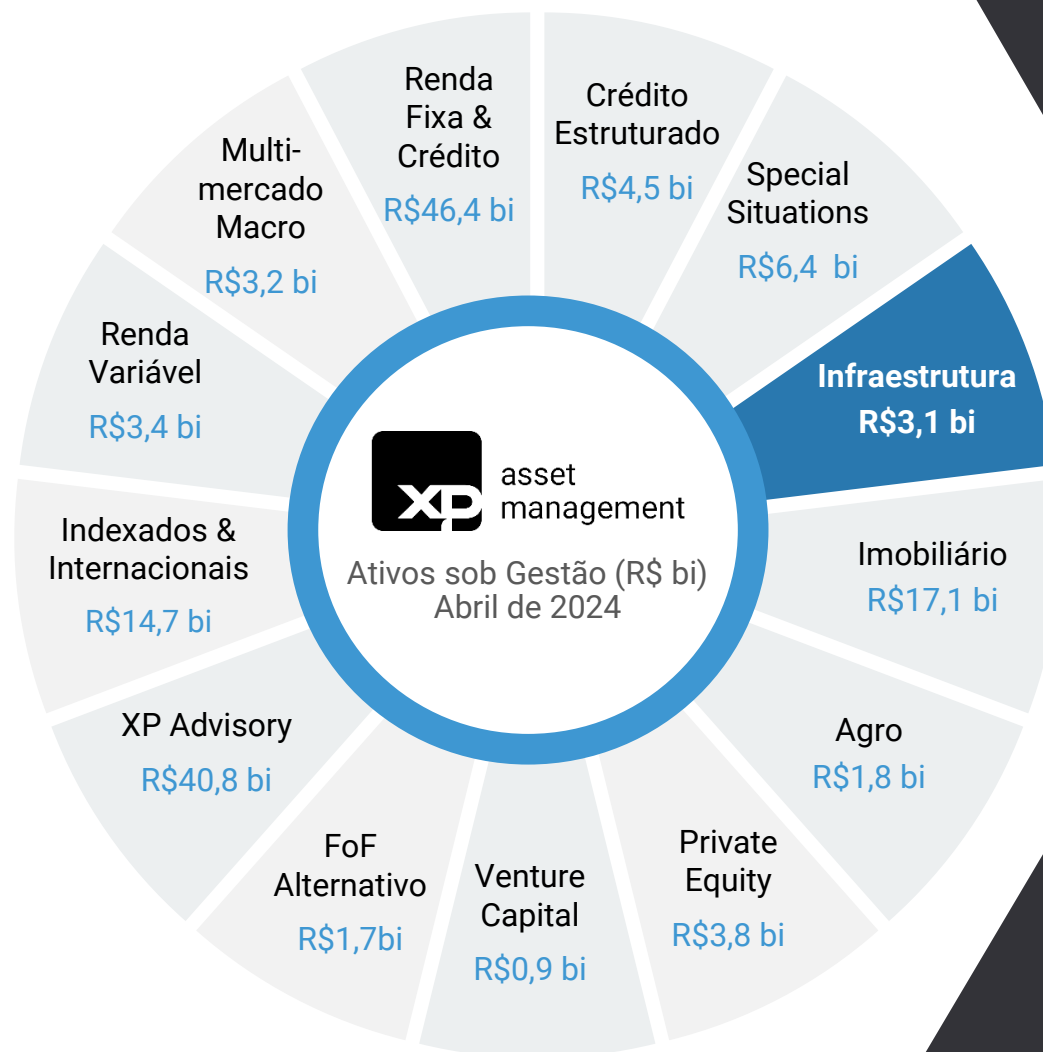 Renda
Fixa &
Crédito
R$46,4 bi
Crédito
Estruturado
R$4,5 bi
Special
Situations
R$6,4  bi
Infraestrutura
R$3,1 bi
Imobiliário
R$17,1 bi
Agro
R$1,8 bi
Private
Equity
R$3,8 bi
Venture
Capital
R$0,9 bi
FoF
Alternativo
R$1,7bi
XP Advisory
R$40,8 bi
Indexados &
Internacionais
R$14,7 bi
Renda
Variável
R$3,4 bi
Multi-
mercado
Macro
R$3,2 bi
XP
asset
management
Ativos sob Gestão (R$ bi)
Abril de 2024